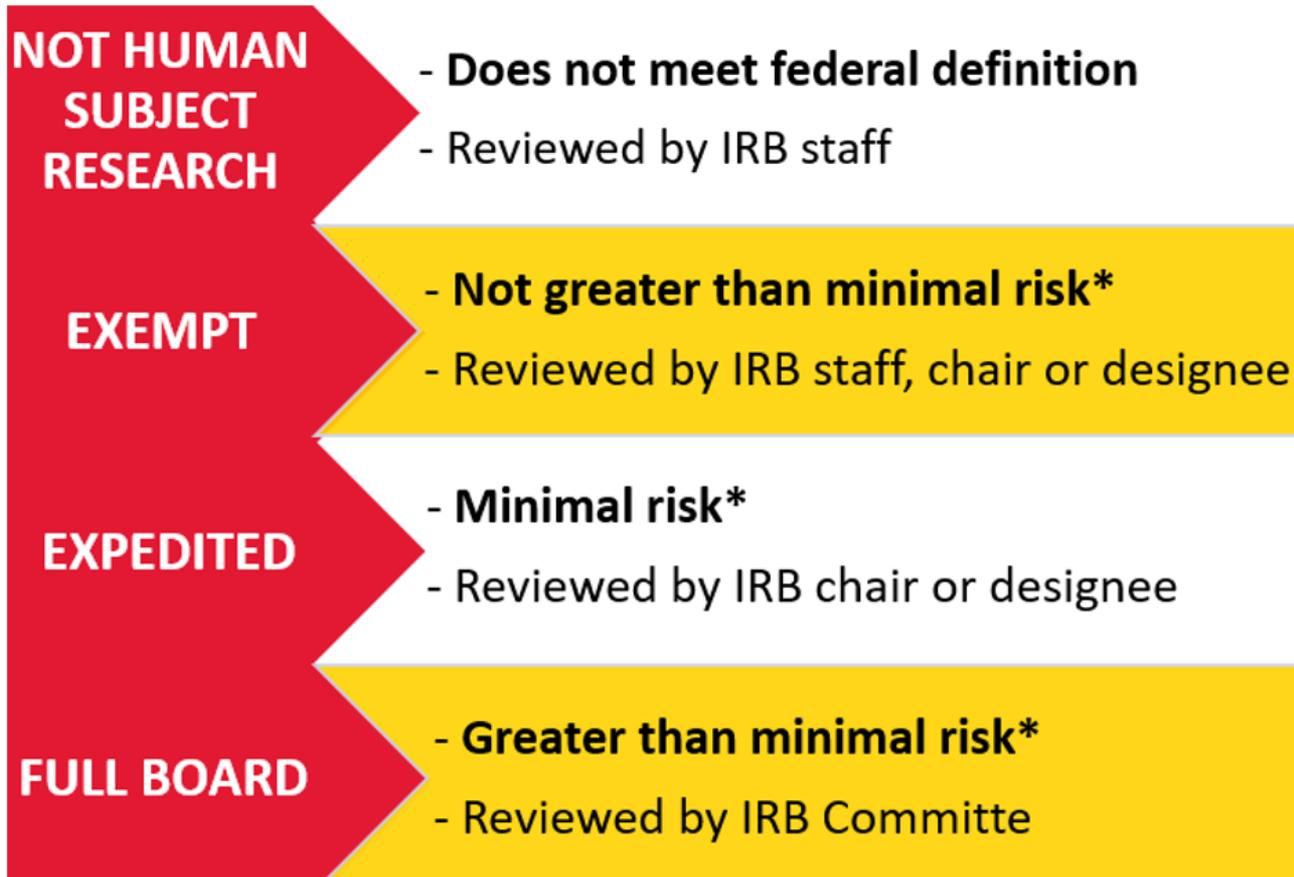 NOT HUMAN
SUBJECT
RESEARCH
- Does not meet federal definition
- Reviewed by IRB staff
EXEMPT
- Not greater than minimal risk*
- Reviewed by IRB staff, chair or designee
EXPEDITED
- Minimal risk*
- Reviewed by IRB chair or designee
FULL BOARD
- Greater than minimal risk*
- Reviewed by IRB Committe